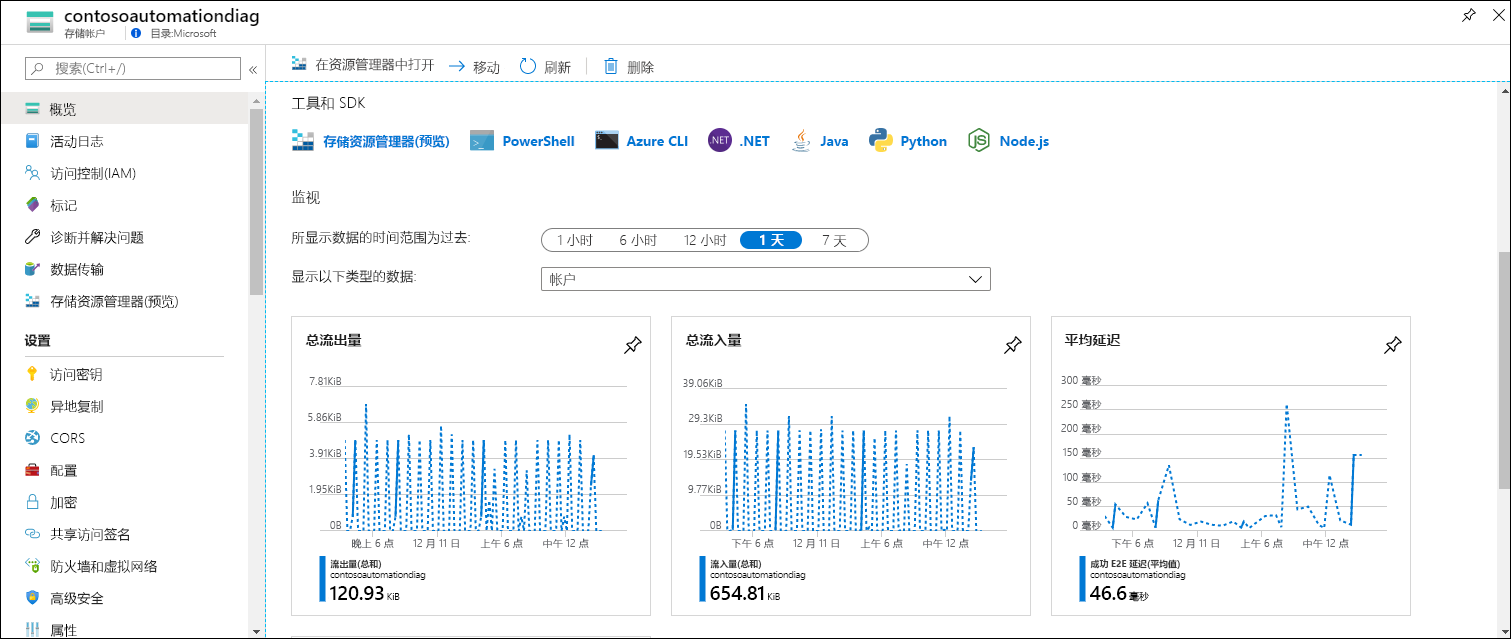 contosoautomationdiag
存储帐户
目录:Microsoft
搜索(Ctrl+/)
«
概览
活动日志
访问控制(IAM)
标记
诊断并解决问题
数据传输
存储资源管理器(预览)
设置
访问密钥
异地复制
CORS
配置
加密
共享访问签名
防火墙和虚拟网络
高级安全
属性
在资源管理器中打开 移动 刷新 删除
工具和 SDK
存储资源管理器(预览) PowerShell Azure CLI .NET .NET Java Python Node.js
监视
所显示数据的时间范围为过去: 1 小时 6 小时 12 小时 1 天 7 天
显示以下类型的数据: 帐户
总流出量
7.81KiB
5.86KiB
3.91KiB
1.95KiB
0B
晚上 6 点 12 月 11 日 上午 6 点 中午 12 点
流出量(总和)
contosoautomationdiag
120.93 KiB
总流入量
39.06KiB
29.3KiB
19.53KiB
9.77KiB
0B
下午 6 点 12 月 11 日 上午 6 点 中午 12 点
流入量(总和)
contosoautomationdiag
654.81 KiB
平均延迟
300 毫秒
250 毫秒
200 毫秒
150 毫秒
100 毫秒
50 毫秒
0 毫秒
下午 6 点 12 月 11 日 上午 6 点 中午 12 点
成功 E2E 延迟(平均值)
contosoautomationdiag
46.6 毫秒